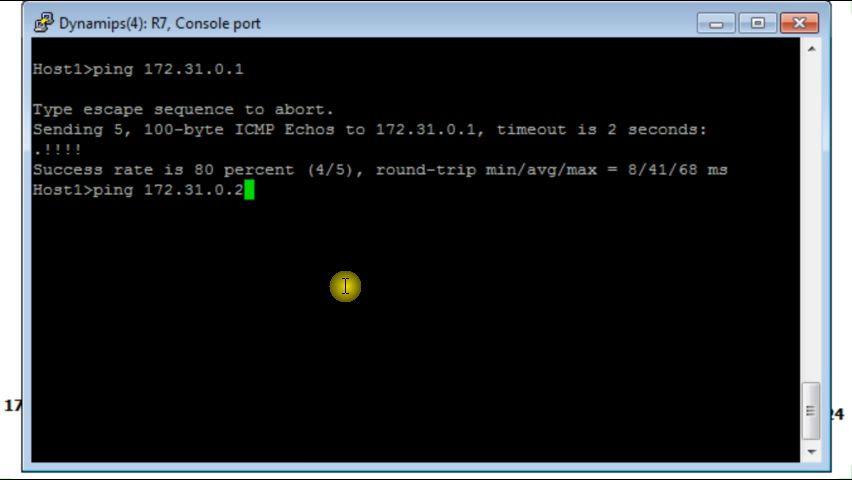 Dynamips(4): R7, Console port
Host1>ping 172.31.0.1
Type escape sequence to abort.
Sending 5, 100-byte ICMP Echos to 172.31.0.1, timeout is 2 seconds:
.!!!!
Success rate is 80 percent (4/5), round-trip min/avg/max = 8/41/68 ms
Host1>ping 172.31.0.2
17
24